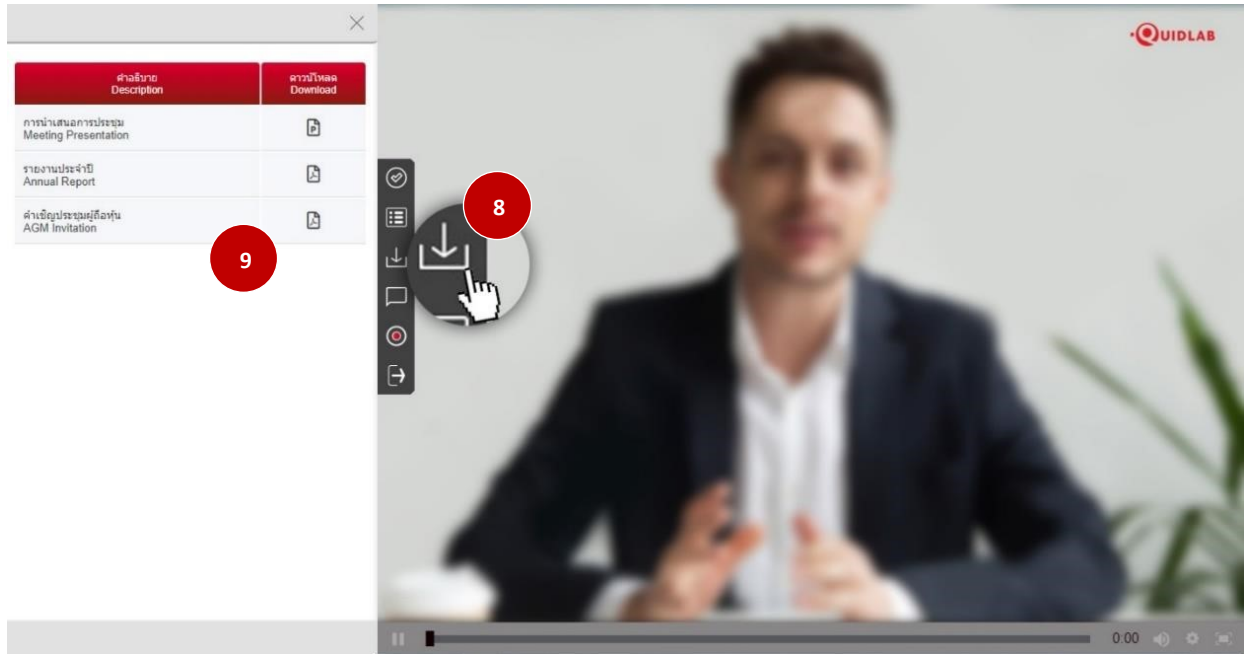 คำอธิบาย
Description
ดาวน์โหลด
Download
การนำเสนอการประชุม
Meeting Presentation
รายงานประจำปี
Annual Report
คำเชิญประชุมผู้ถือหุ้น
AGM Invitation
9
8
QUIDLAB
0:00